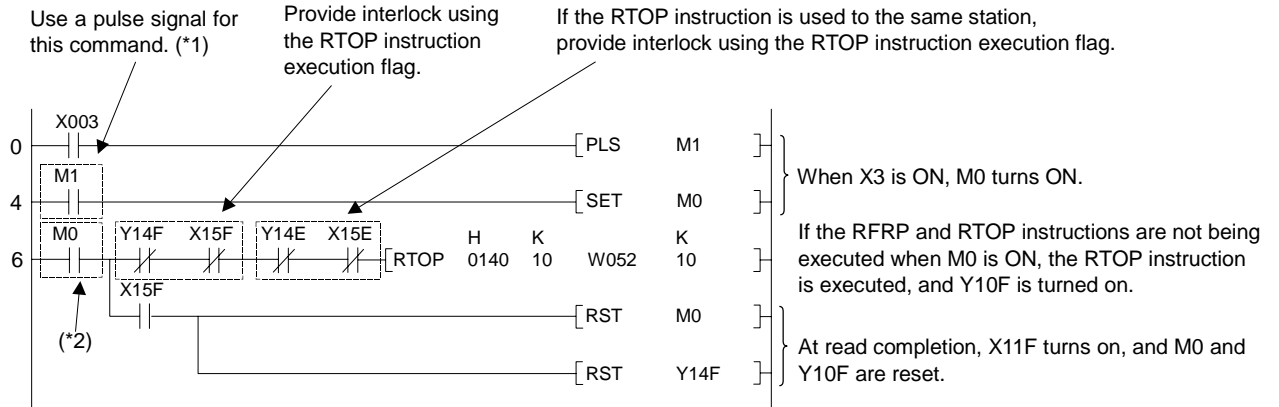 Use a pulse signal for
this command. (*1)
Provide interlock using
the RTOP instruction
execution flag.
If the RTOP instruction is used to the same station,
provide interlock using the RTOP instruction execution flag.
X003
0 PLS M1
M1
4 SET M0
When X3 is ON, M0 turns ON.
M0 Y14F X15F Y14E X15E H K K
6 RTOP 0140 10 W052 10
If the RFRP and RTOP instructions are not being
executed when M0 is ON, the RTOP instruction
is executed, and Y10F is turned on.
X15F
RST M0
(*2)
RST Y14F
At read completion, X11F turns on, and M0 and
Y10F are reset.